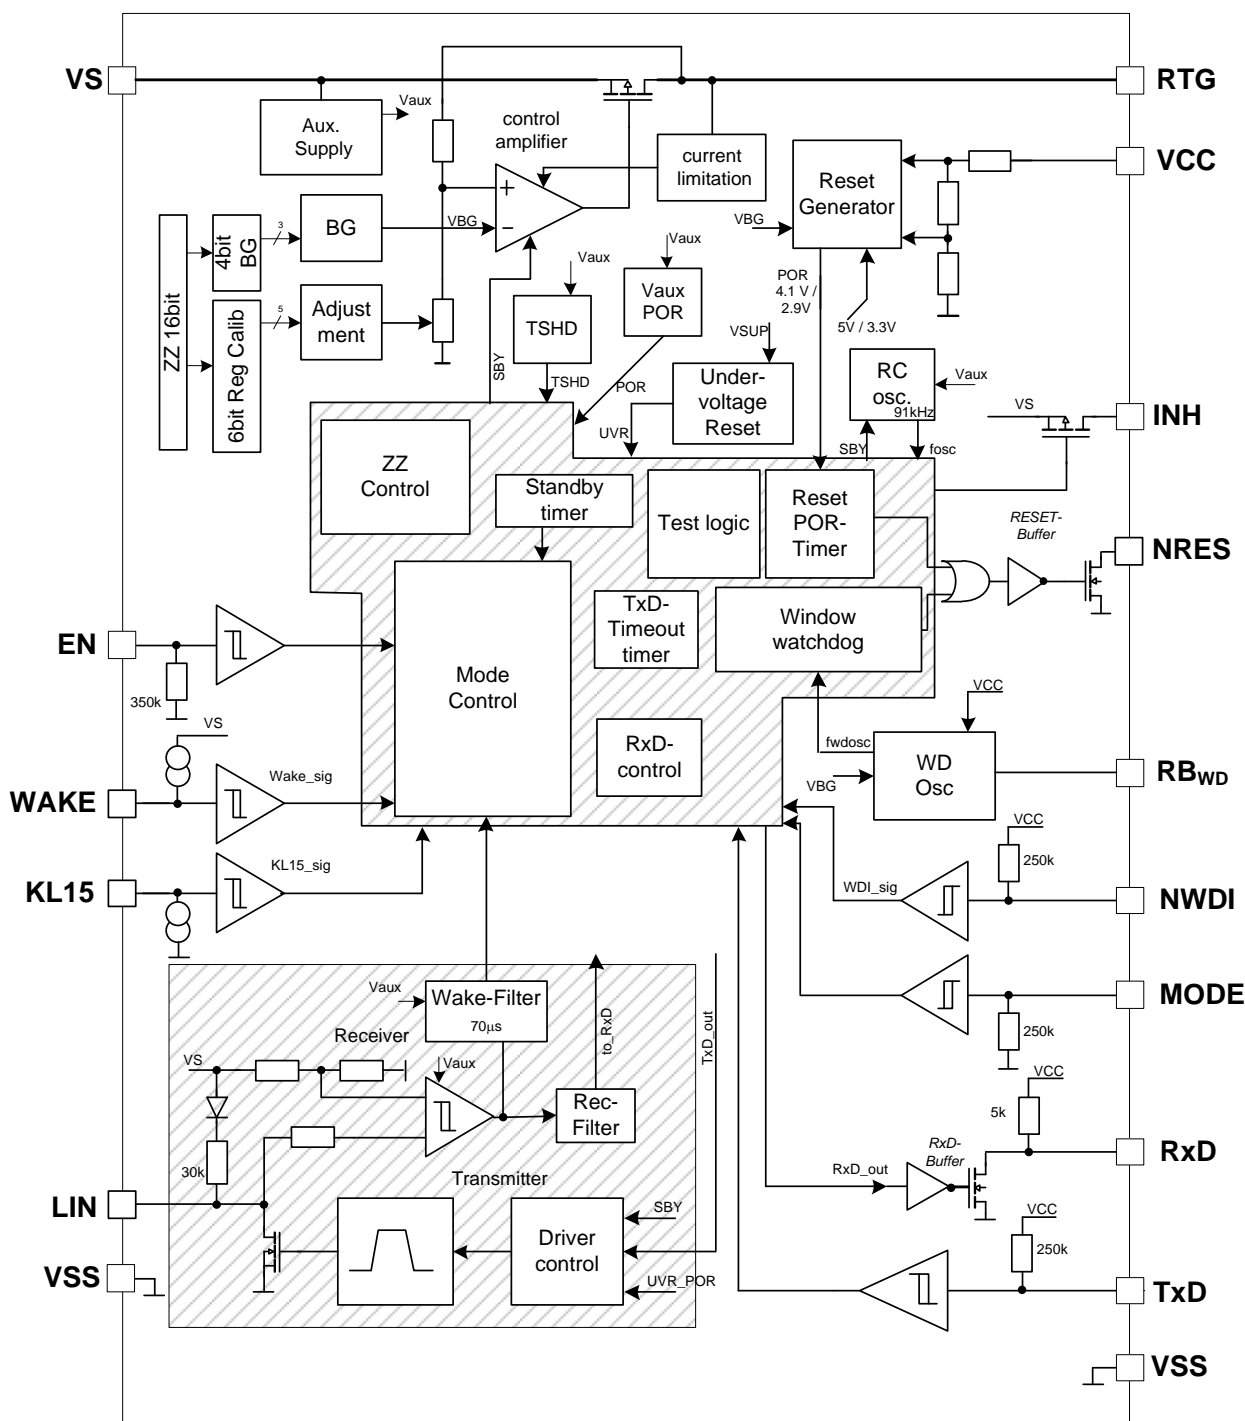 VS
RTG
Vaux
Aux.
Supply
control
amplifier
current
limitation
Reset
Generator
VCC
+
−
VBG
BG
3
4bit
BG
ZZ 16bit
5
6bit Reg Calib
Adjust
ment
VBG
Vaux
Vaux
TSHD
Vaux
POR
POR
4.1 V /
2.9V
5V / 3.3V
VSUP
Under-
voltage
Reset
RC
osc.
91kHz
Vaux
SBY
TSHD
POR
UVR
SBY
fosc
VS
INH
ZZ
Control
Standby
timer
Test logic
Reset
POR-
Timer
RESET-
Buffer
NRES
EN
350k
Mode
Control
TxD-
Timeout
timer
Window
watchdog
VS
WAKE
Wake_sig
RxD-
control
fwdosc
VBG
VCC
WD
Osc
RBWD
KL15
KL15_sig
VCC
250k
WDI_sig
NWDI
Vaux
Wake-Filter
70µs
to_RxD
TxD_out
MODE
250k
Receiver
VS
Vaux
Rec-
Filter
30k
VCC
5k
RxD-
Buffer
RxD_out
RxD
LIN
Transmitter
Driver
control
SBY
UVR_POR
VCC
250k
TxD
VSS
VSS